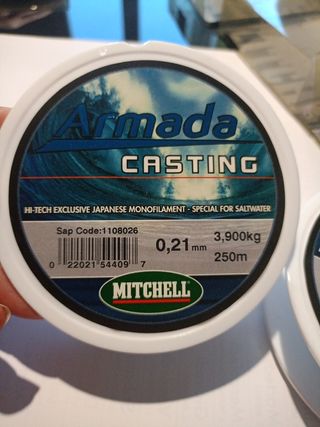 Armada
CASTING
HI-TECH EXCLUSIVE JAPANESE MONOFILAMENT - SPECIAL FOR SALTWATER
Sap Code:1108026
0,21 mm 3,900kg
0 22021 54409 7 250m
MITCHELL